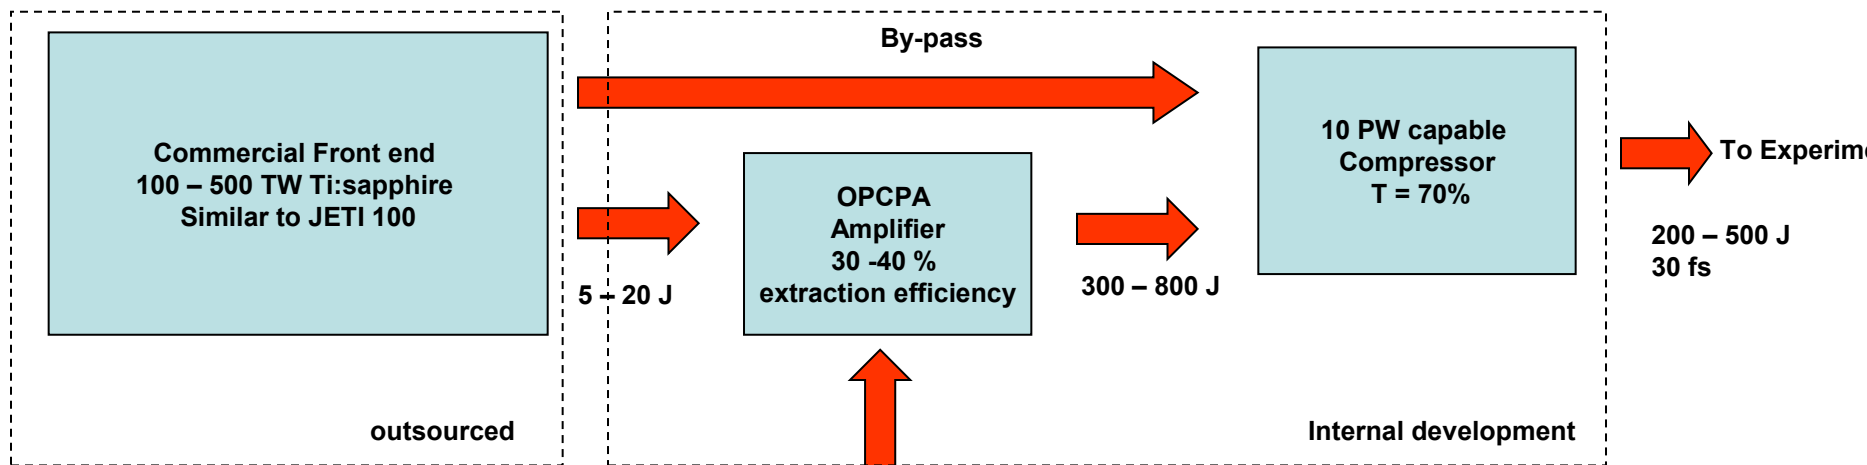 By-pass
Commercial Front end
100 – 500 TW Ti:sapphire
Similar to JETI 100
5 – 20 J
OPCPA
Amplifier
30 -40 %
extraction efficiency
300 – 800 J
10 PW capable
Compressor
T = 70%
To Experime
200 – 500 J
30 fs
outsourced
Internal development